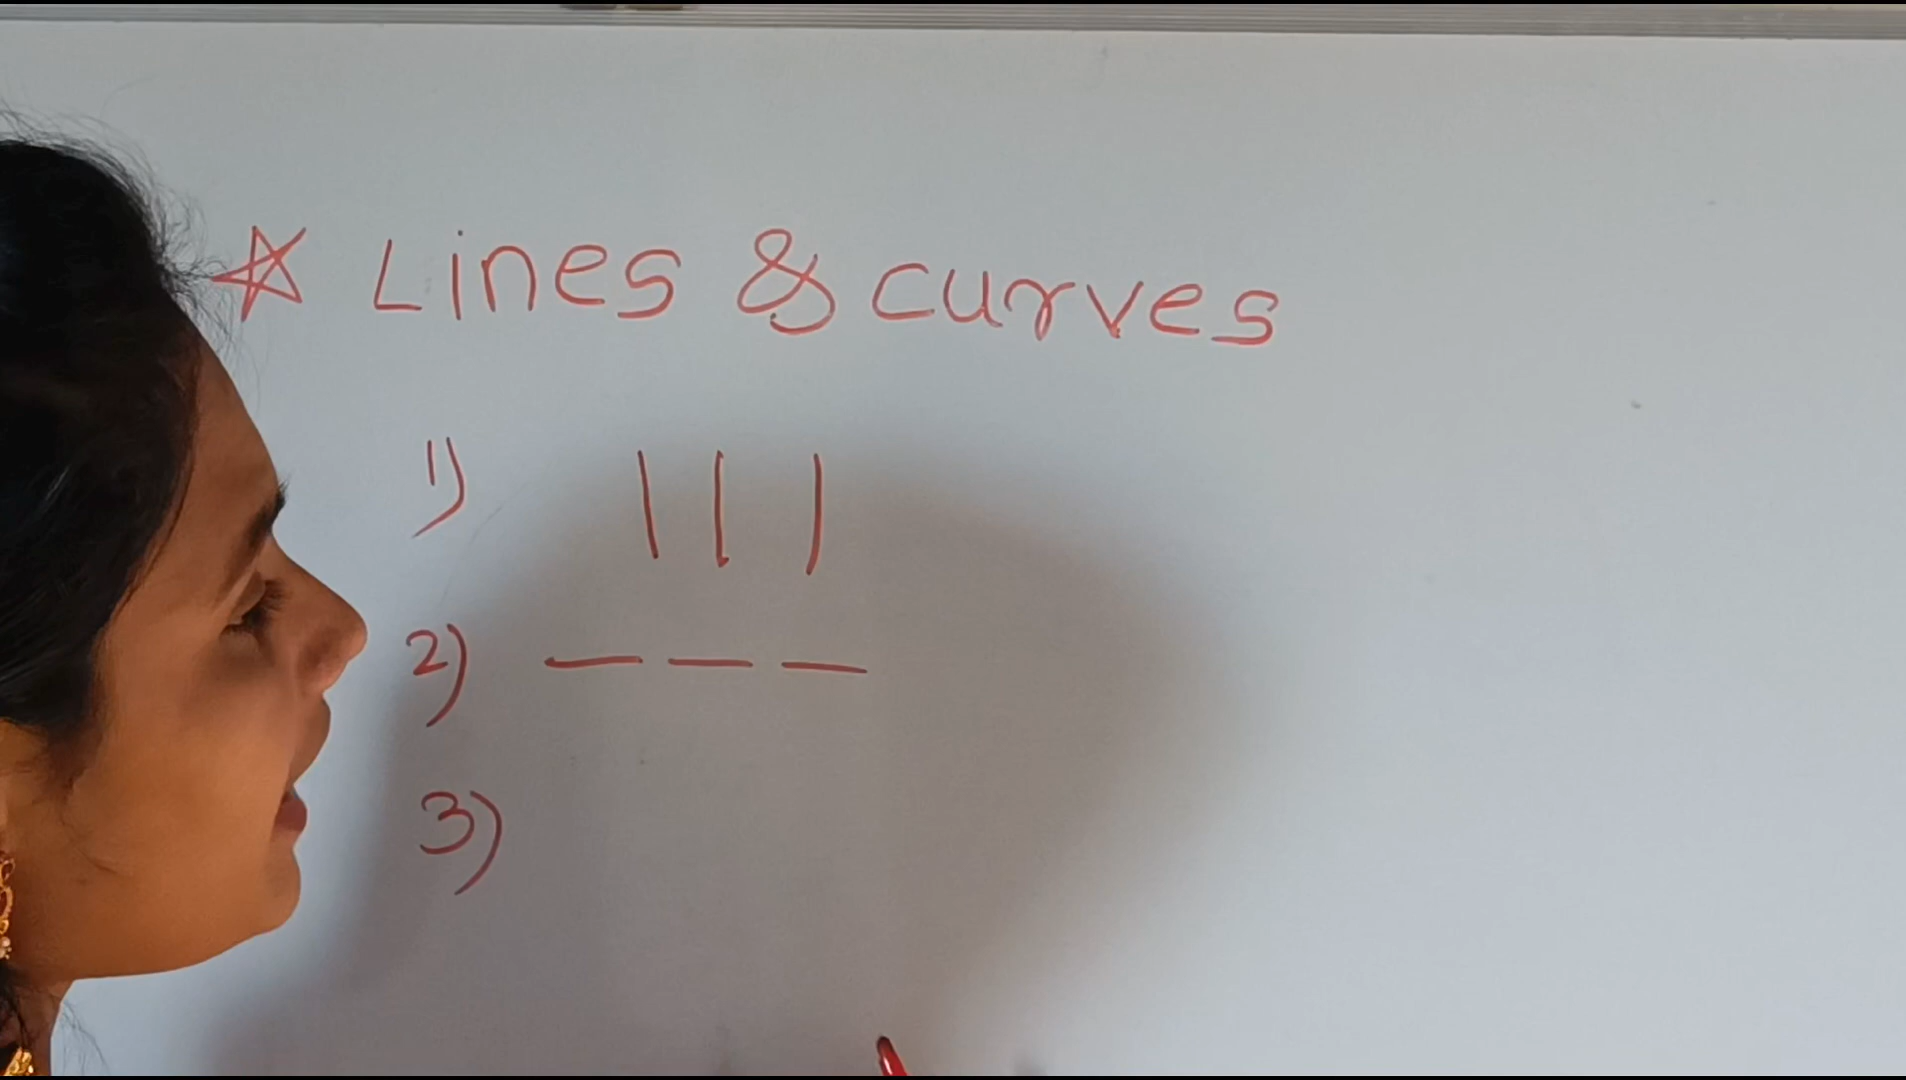 ☆ Lines & curves
1) | | |
2) — — —
3)